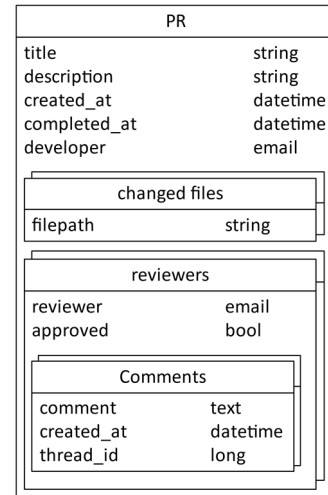 PR
title string
description string
created_at datetime
completed_at datetime
developer email
changed files
filepath string
reviewers
reviewer email
approved bool
Comments
comment text
created_at datetime
thread_id long